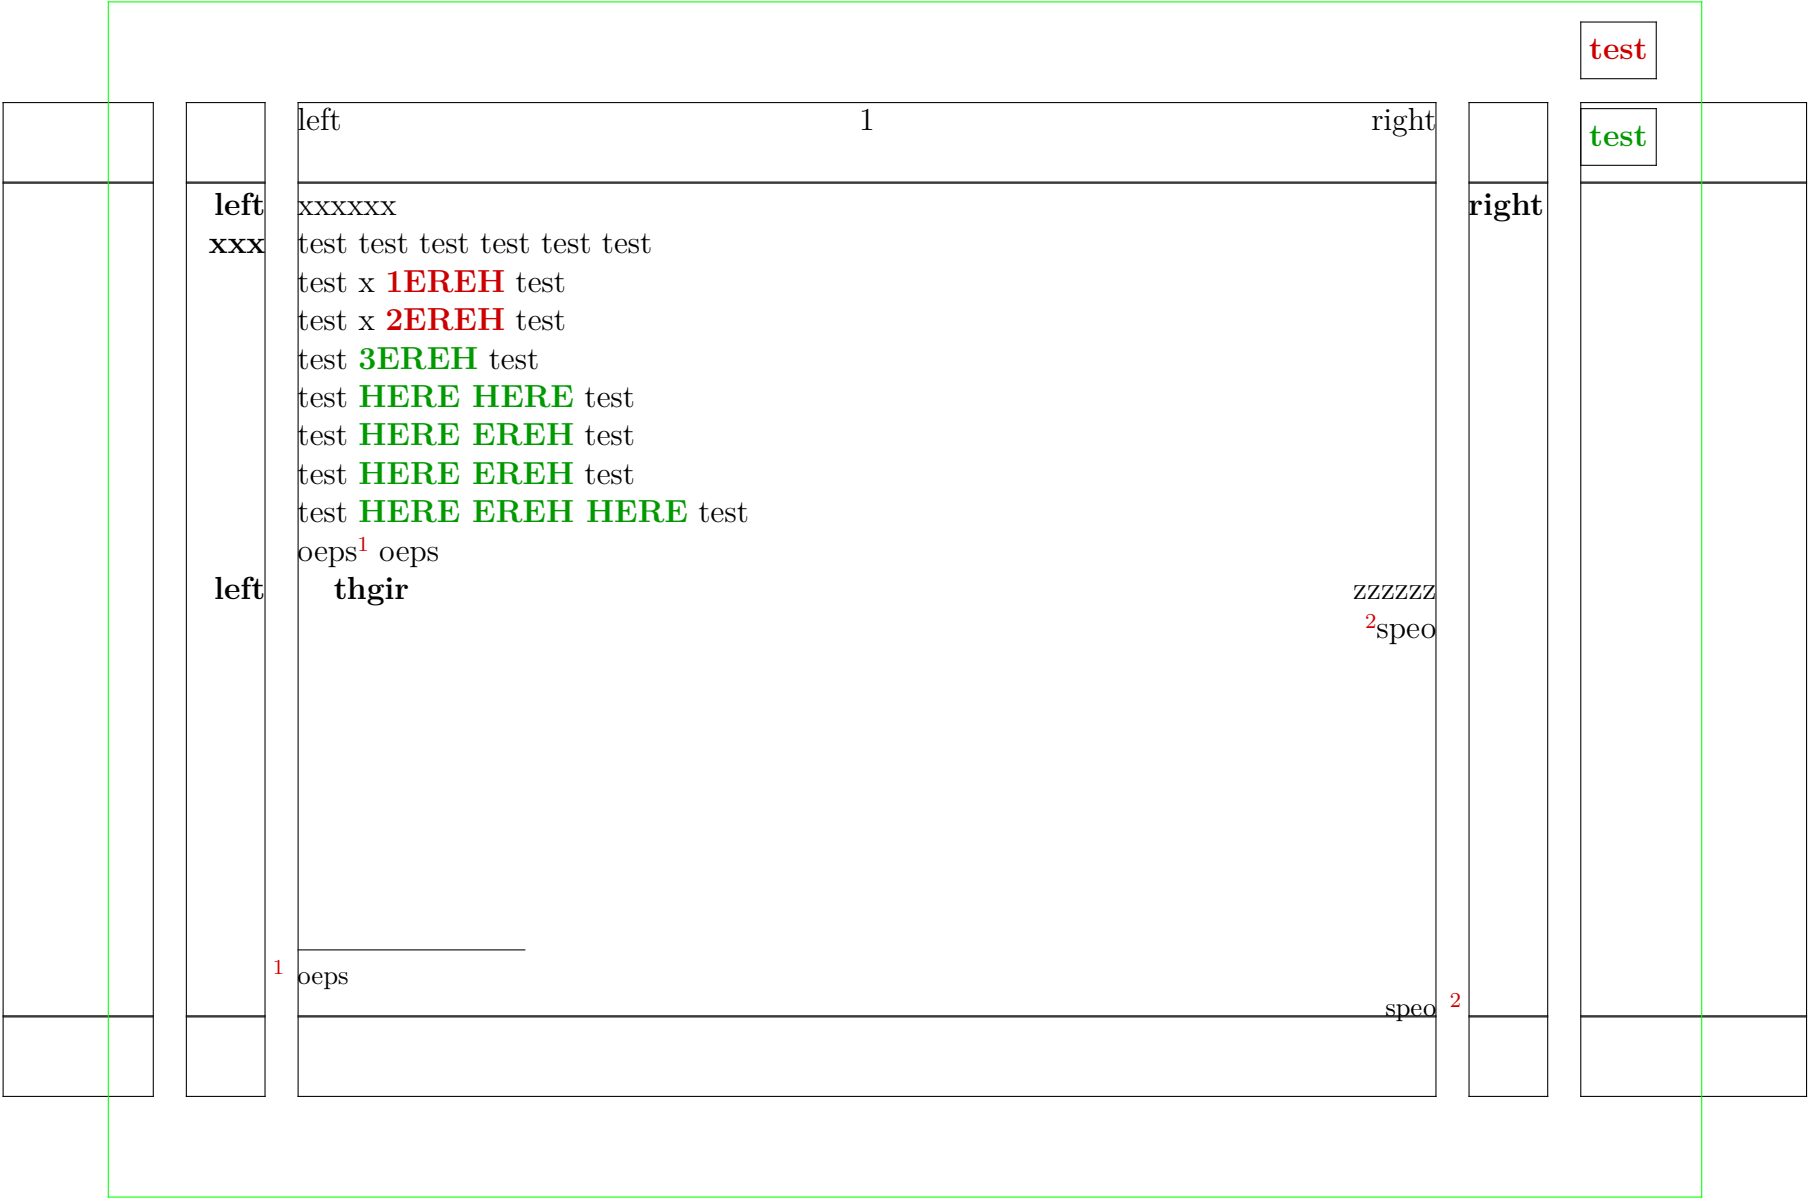 test
left 1 right
test
left xxxxxx right
xxx test test test test test test
test x 1EREH test
test x 2EREH test
test 3EREH test
test HERE HERE test
test HERE EREH test
test HERE EREH test
test HERE EREH HERE test
oeps1 oeps
left thgir zzzzzz
2speo
1 oeps
speo 2